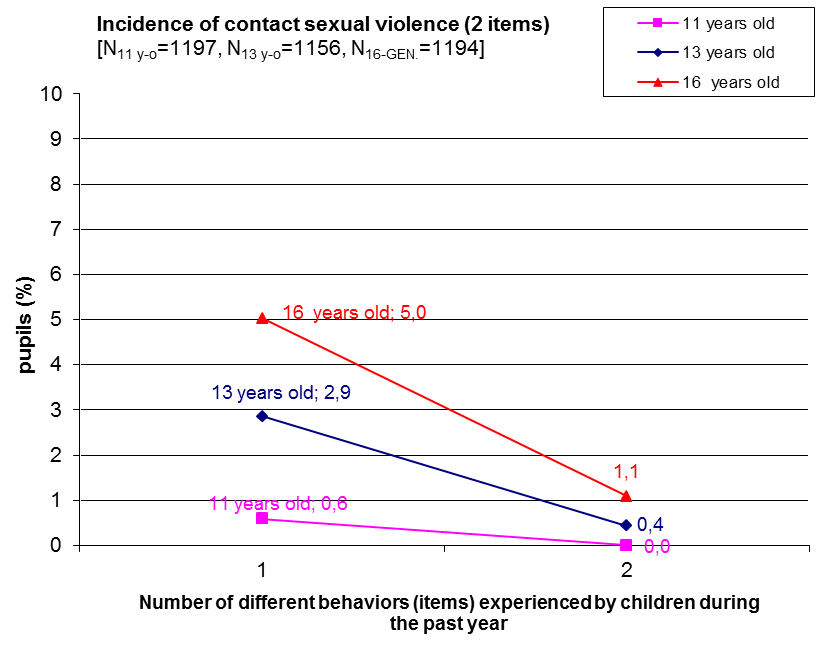 Incidence of contact sexual violence (2 items)
[N11 y-o=1197, N13 y-o=1156, N16-GEN.=1194]
11 years old
13 years old
16 years old
10
9
8
7
6
5
4
3
2
1
0
pupils (%)
16 years old; 5,0
13 years old; 2,9
11 years old; 0,6
1,1
0,4
0,0
1
2
Number of different behaviors (items) experienced by children during
the past year